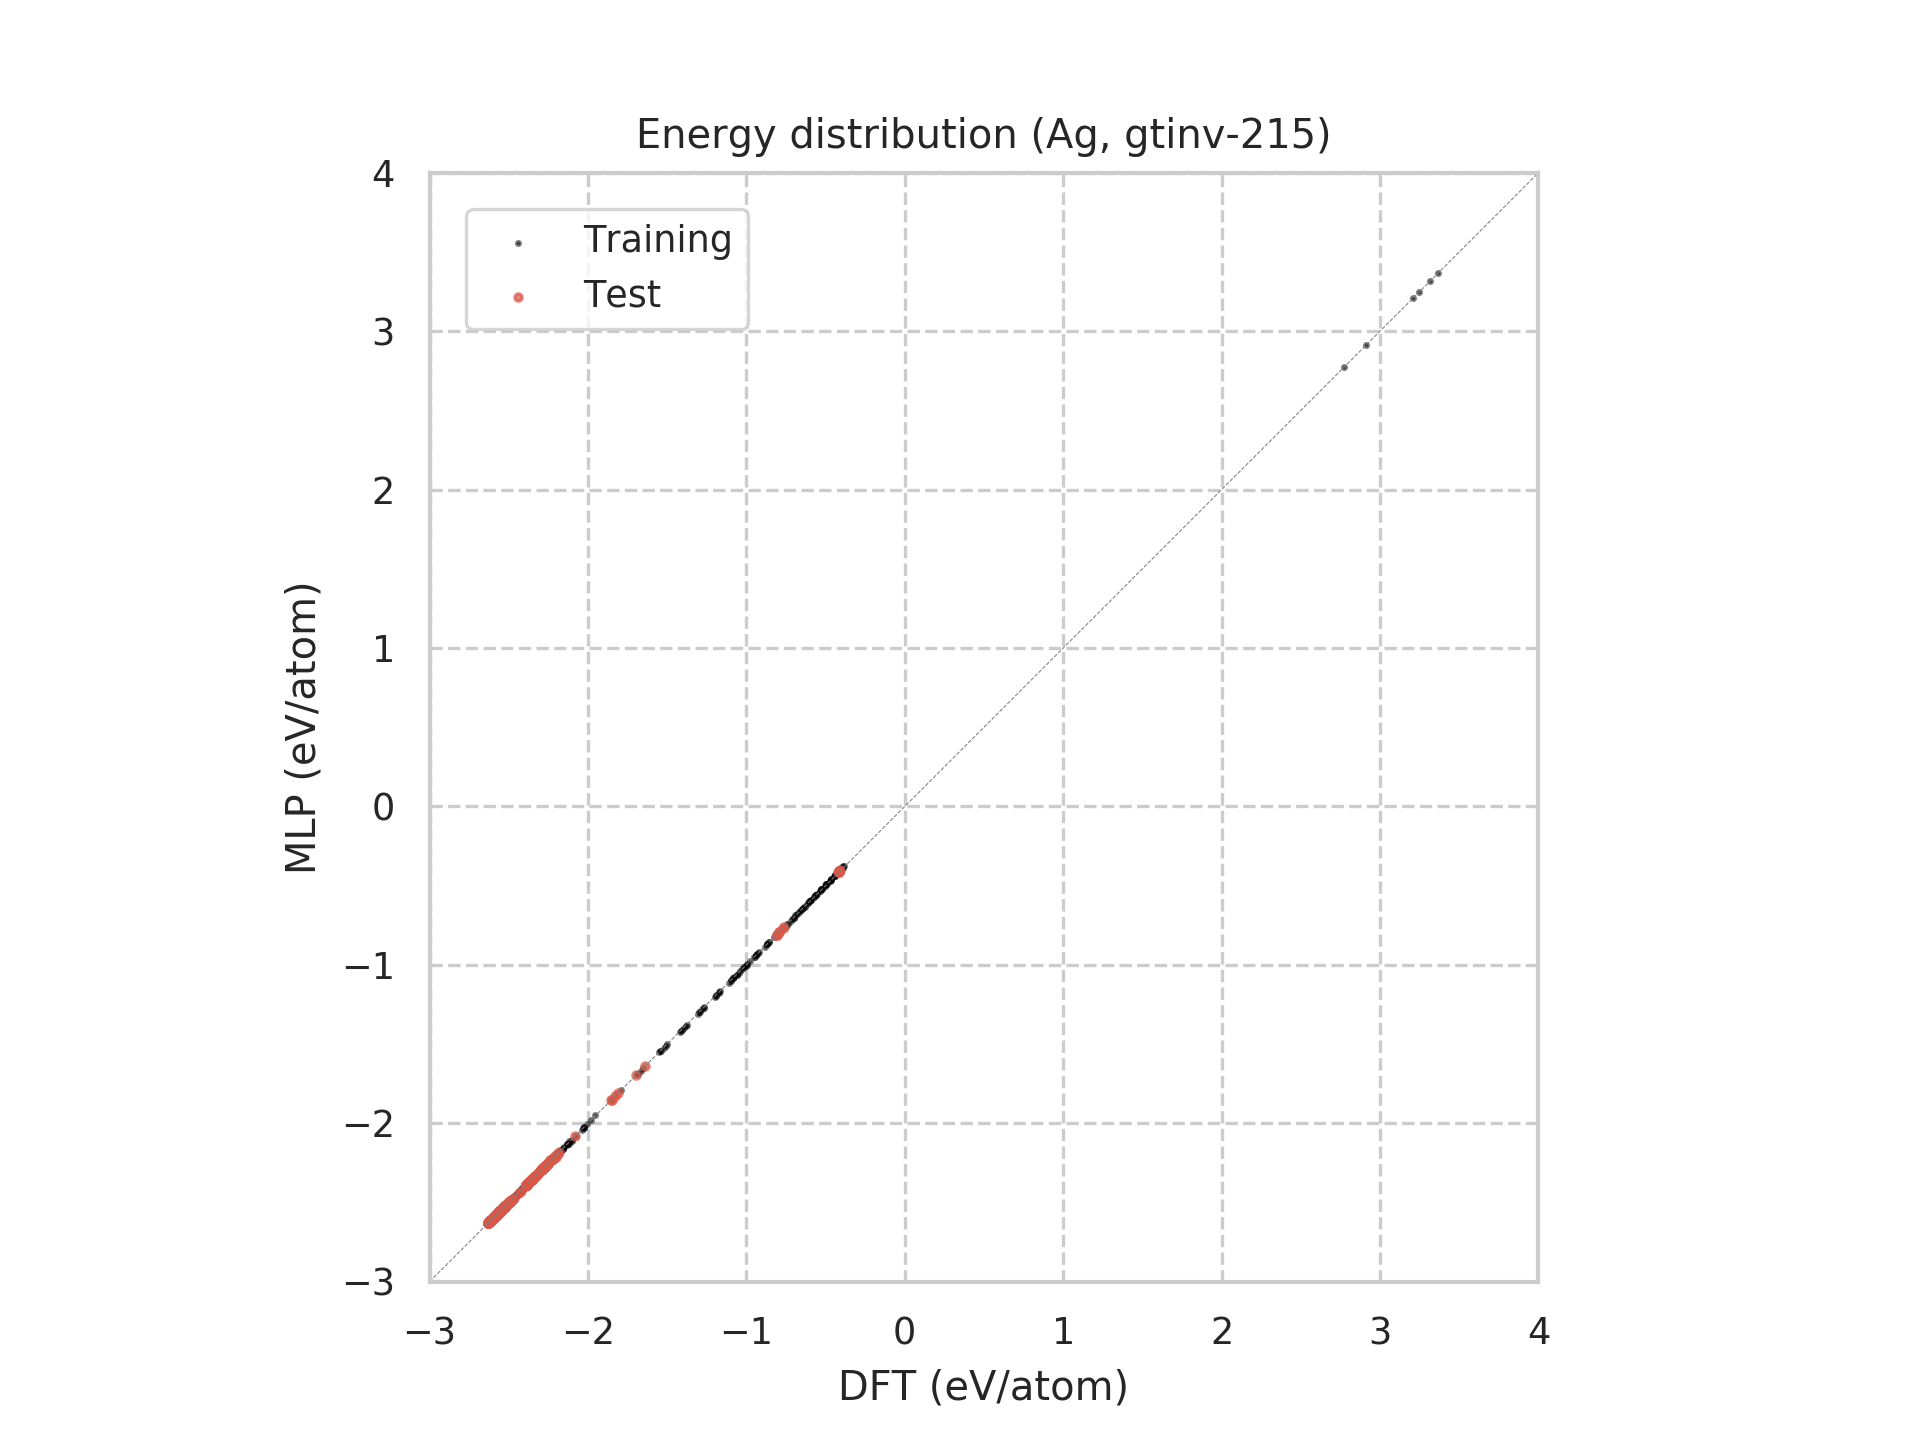 Energy distribution (Ag, gtinv-215)
4
3
2
1
0
−1
−2
−3
MLP (eV/atom)
Training
Test
−3 −2 −1 0 1 2 3 4
DFT (eV/atom)